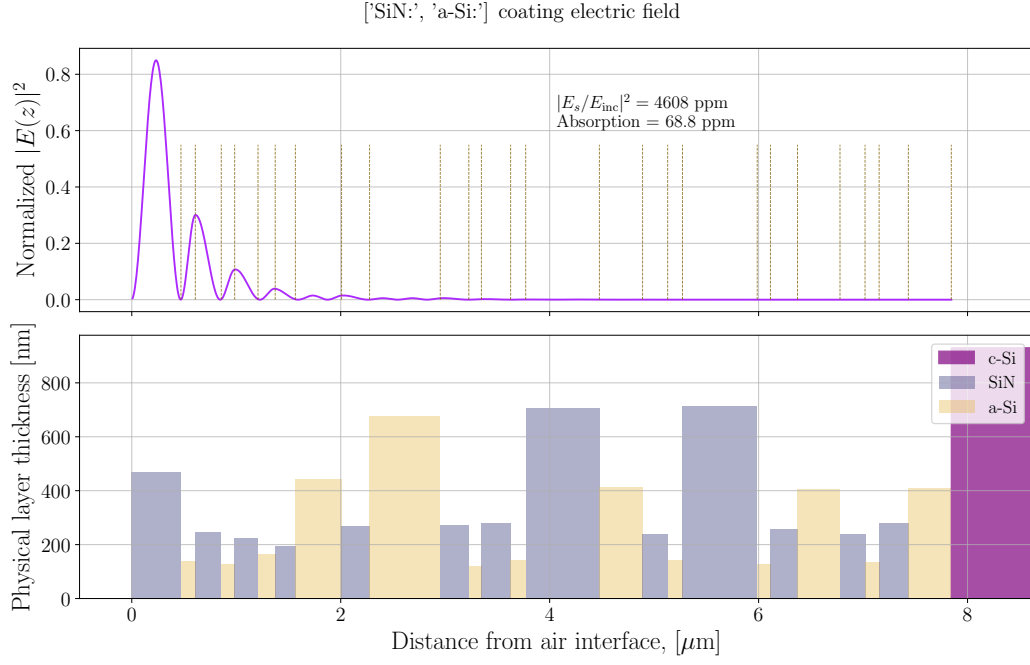 ['SiN:', 'a-Si:'] coating electric field
Normalized |E(z)|²
0.8
0.6
0.4
0.2
0.0
|E_s/E_inc|² = 4608 ppm
Absorption = 68.8 ppm
Physical layer thickness [nm]
800
600
400
200
0
c-Si
SiN
a-Si
0 2 4 6 8
Distance from air interface, [μm]